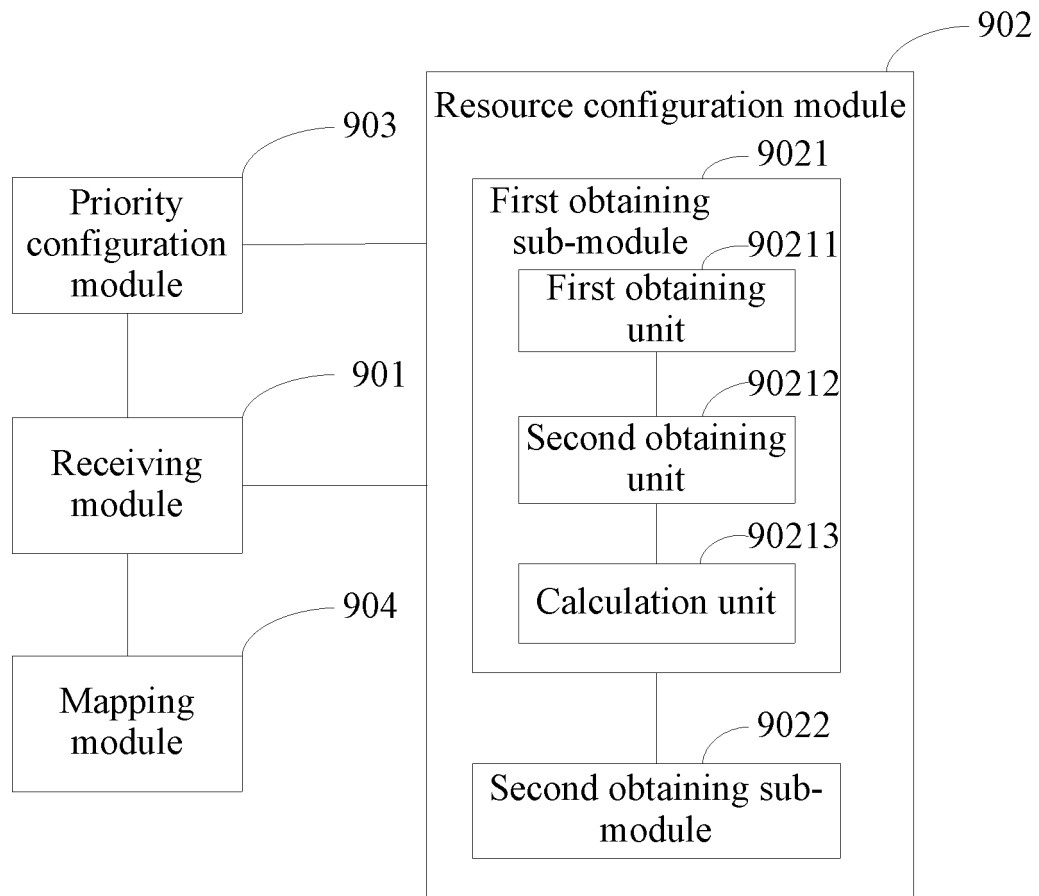 902
Resource configuration module
903
Priority
configuration
module
9021
First obtaining
sub-module
90211
First obtaining
unit
901
Receiving
module
90212
Second obtaining
unit
90213
Calculation unit
904
Mapping
module
9022
Second obtaining sub-
module